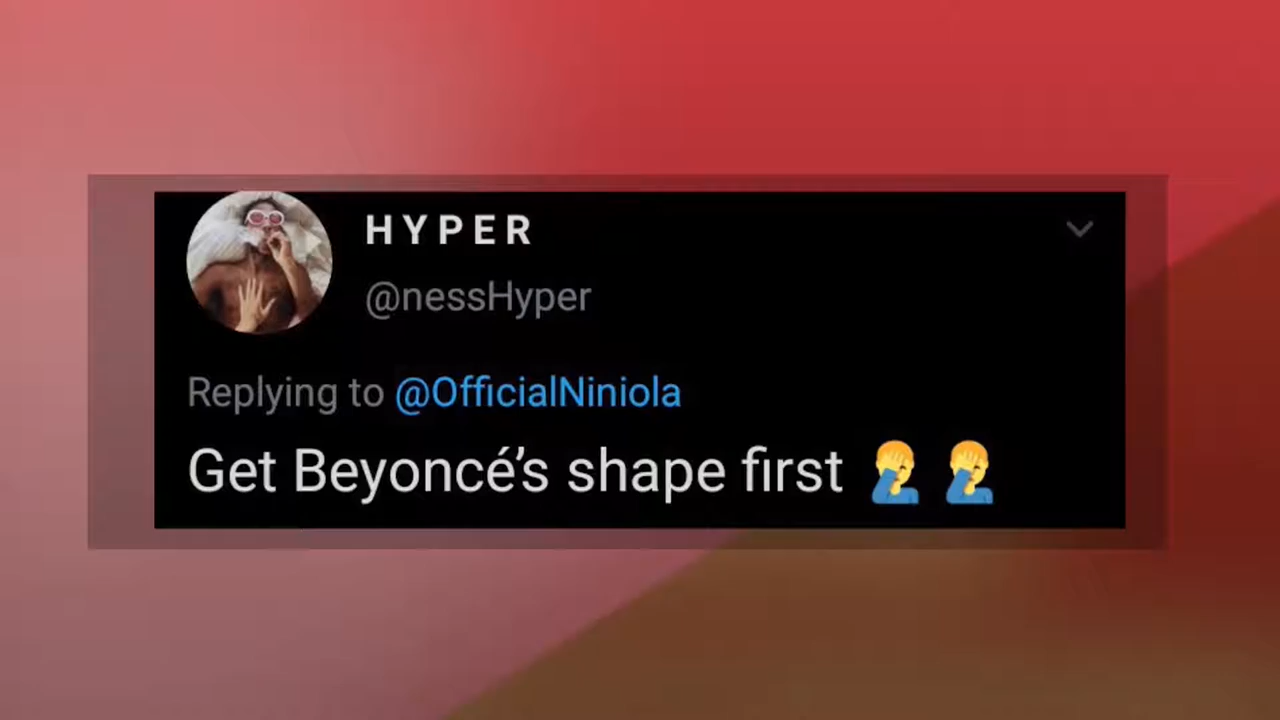 HYPER
@nessHyper
Replying to @OfficialNiniola
Get Beyoncé's shape first 🤦‍♂️ 🤦‍♂️